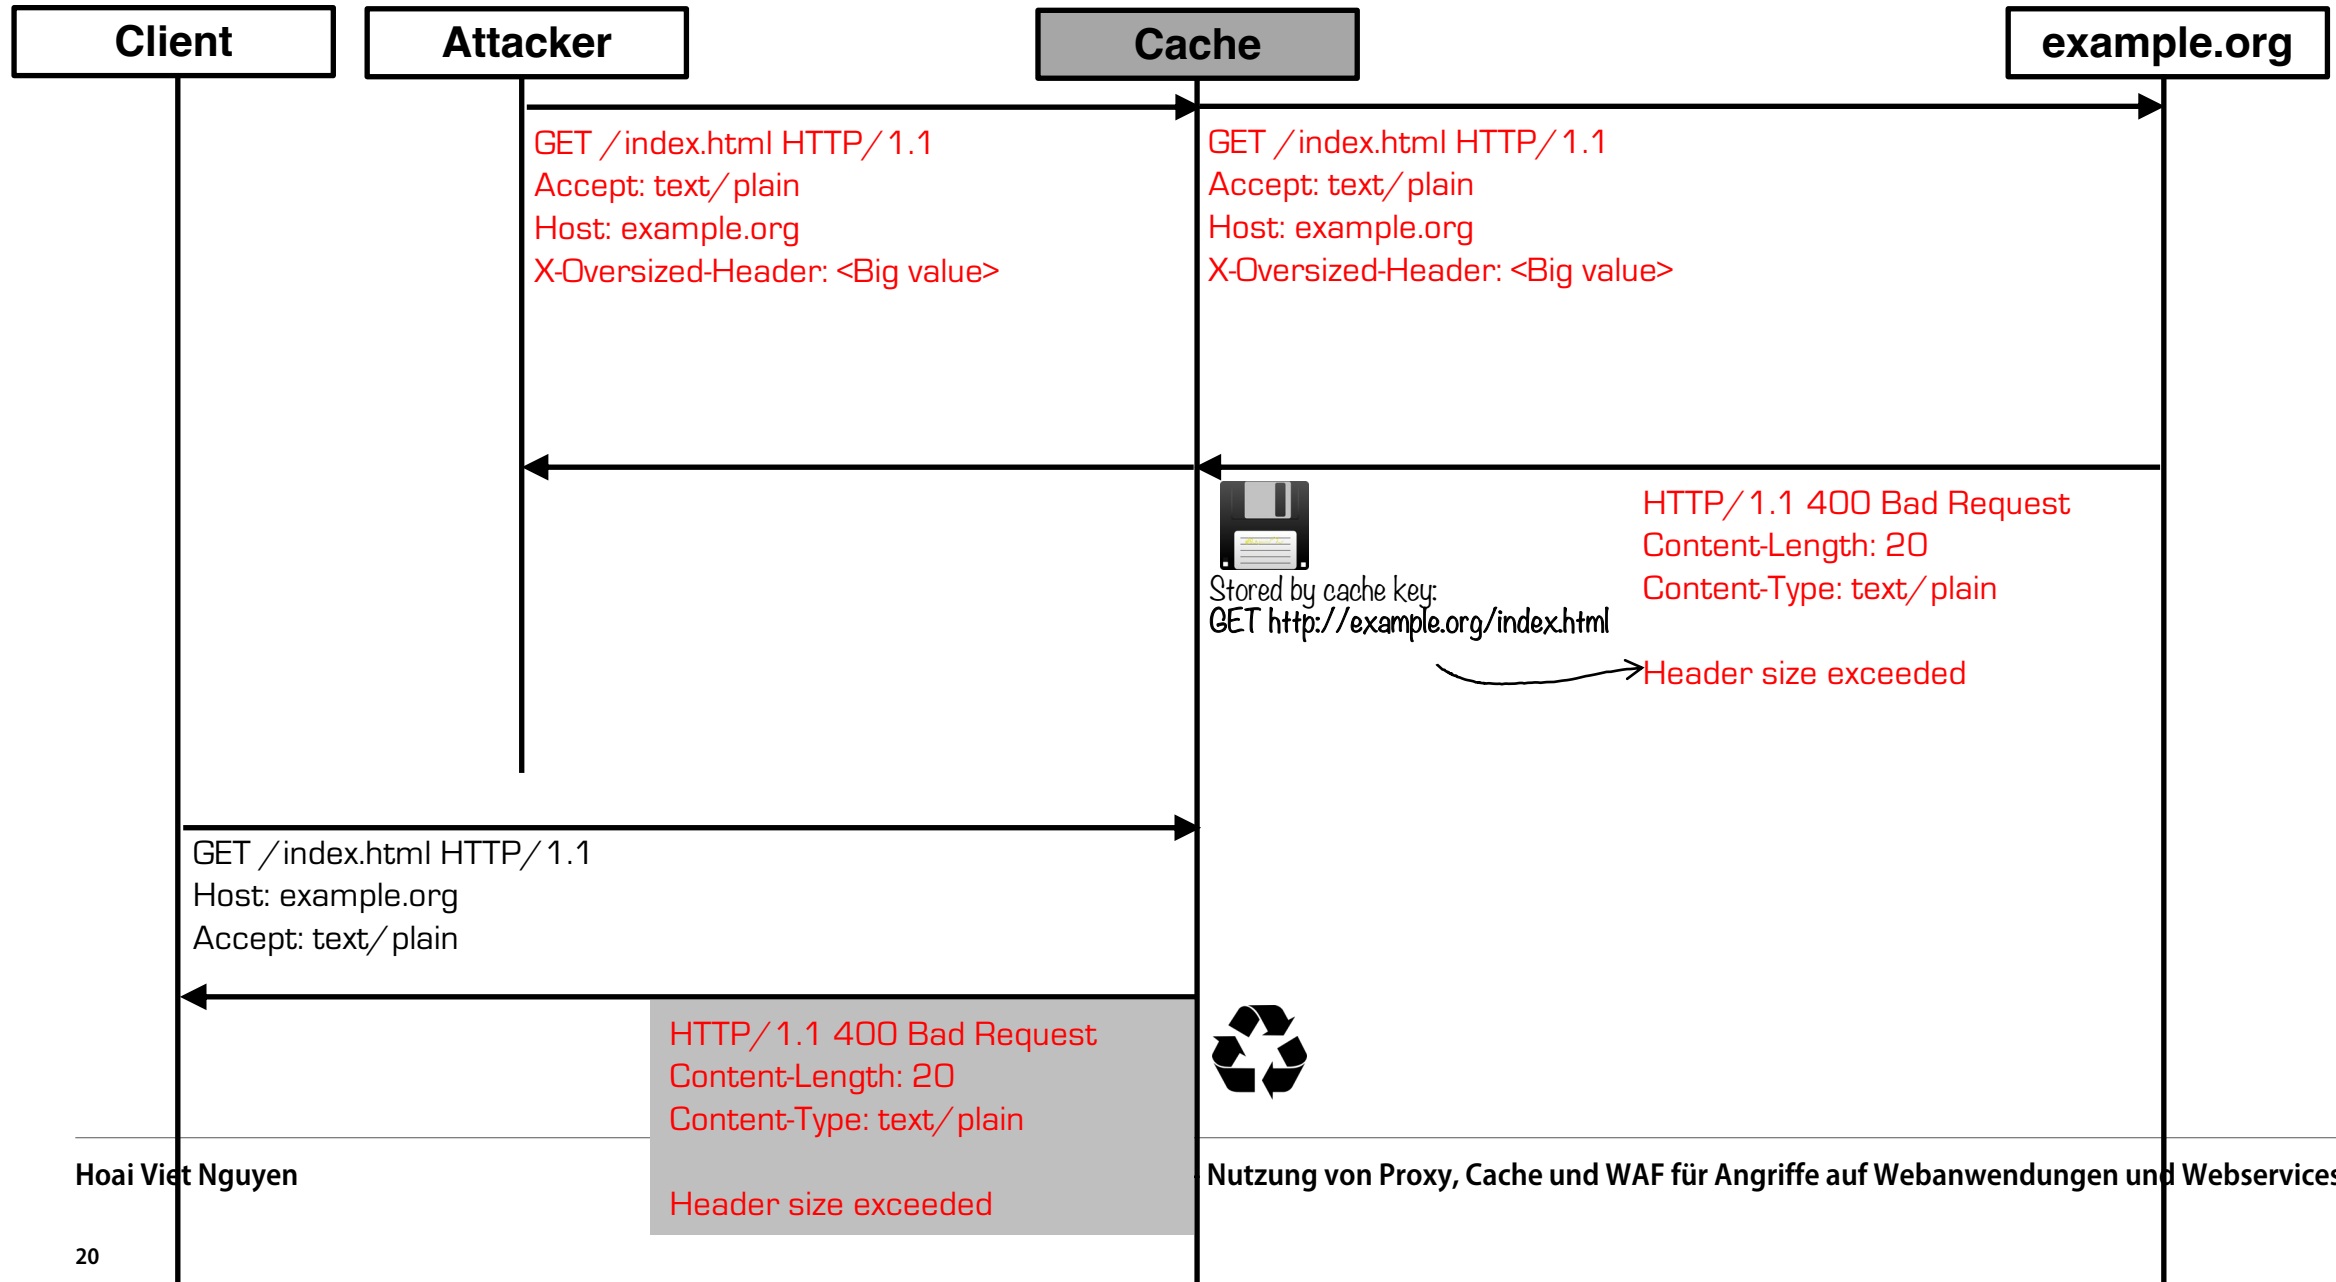 Client
Attacker
Cache
example.org
GET /index.html HTTP/1.1
Accept: text/plain
Host: example.org
X-Oversized-Header: <Big value>
GET /index.html HTTP/1.1
Accept: text/plain
Host: example.org
X-Oversized-Header: <Big value>
HTTP/1.1 400 Bad Request
Content-Length: 20
Content-Type: text/plain
Header size exceeded
Stored by cache key:
GET http://example.org/index.html
GET /index.html HTTP/1.1
Host: example.org
Accept: text/plain
HTTP/1.1 400 Bad Request
Content-Length: 20
Content-Type: text/plain
Header size exceeded
Hoai Viet Nguyen
Nutzung von Proxy, Cache und WAF für Angriffe auf Webanwendungen und Webservices
20